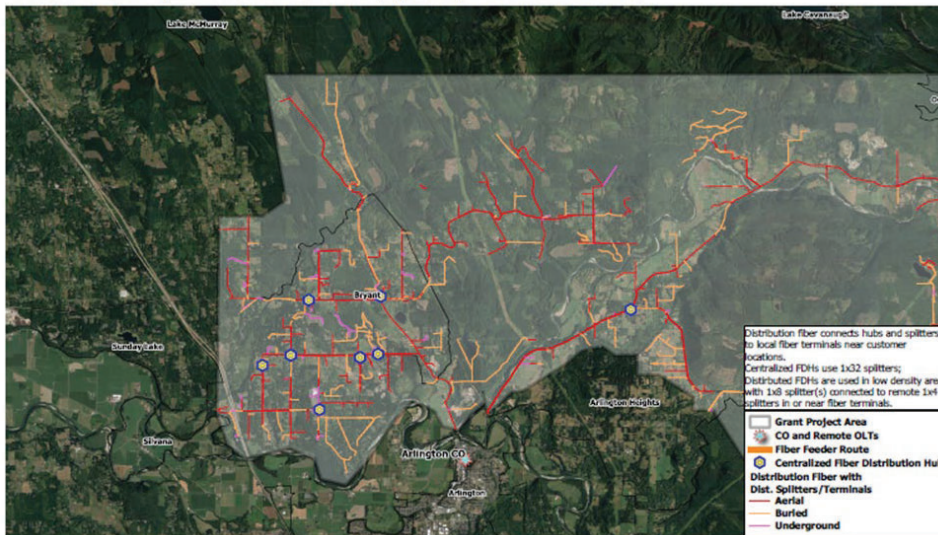 Lake McMurray
Lake Cavanaugh
Bryant
Sunday Lake
Silvana
Arlington Heights
Arlington CO
Arlington
Distribution fiber connects hubs and splitters
to local fiber terminals near customer
locations.
Centralized FDHs use 1x32 splitters;
Distributed FDHs are used in low density are
with 1x8 splitter(s) connected to remote 1x4
splitters in or near fiber terminals.
Grant Project Area
CO and Remote OLTs
Fiber Feeder Route
Centralized Fiber Distribution Hu
Distribution Fiber with
Dist. Splitters/Terminals
Aerial
Buried
Underground